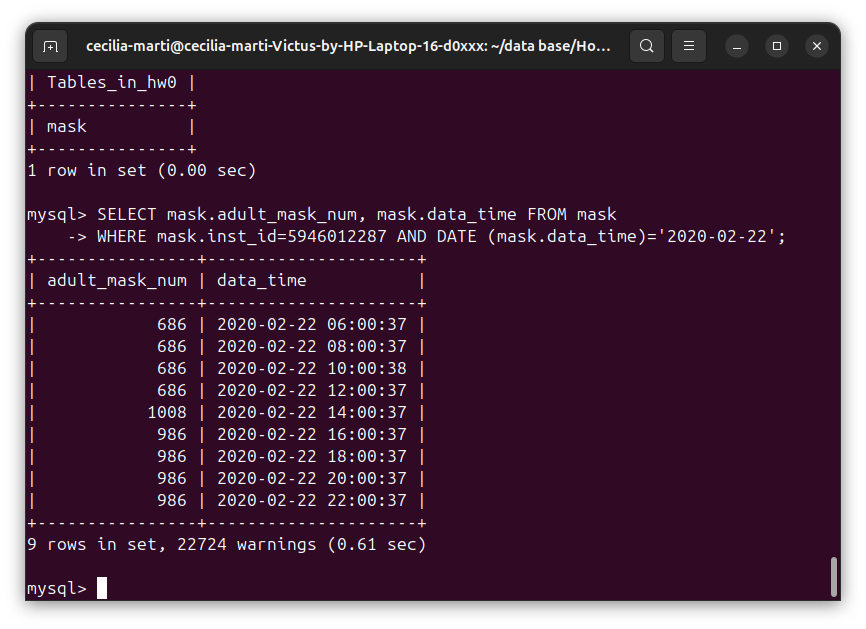 cecilia-marti@cecilia-marti-Victus-by-HP-Laptop-16-d0xxx: ~/data base/Ho...
| Tables_in_hw0 |
+---------------+
| mask          |
+---------------+
1 row in set (0.00 sec)
mysql> SELECT mask.adult_mask_num, mask.data_time FROM mask
    -> WHERE mask.inst_id=5946012287 AND DATE (mask.data_time)='2020-02-22';
+----------------+---------------------+
| adult_mask_num | data_time           |
+----------------+---------------------+
|            686 | 2020-02-22 06:00:37 |
|            686 | 2020-02-22 08:00:37 |
|            686 | 2020-02-22 10:00:38 |
|            686 | 2020-02-22 12:00:37 |
|           1008 | 2020-02-22 14:00:37 |
|            986 | 2020-02-22 16:00:37 |
|            986 | 2020-02-22 18:00:37 |
|            986 | 2020-02-22 20:00:37 |
|            986 | 2020-02-22 22:00:37 |
+----------------+---------------------+
9 rows in set, 22724 warnings (0.61 sec)
mysql>